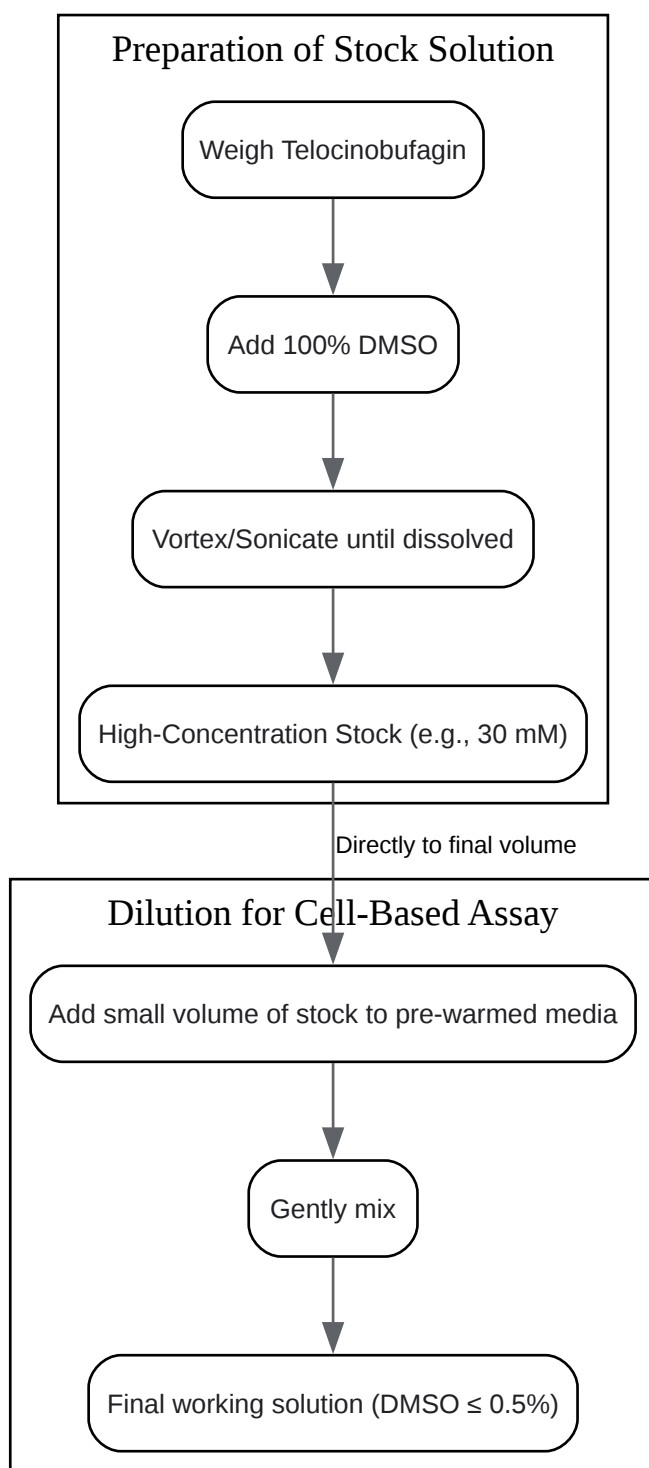 Preparation of Stock Solution
Weigh Telocinobufagin
Add 100% DMSO
Vortex/Sonicate until dissolved
High-Concentration Stock (e.g., 30 mM)
Directly to final volume
Dilution for Cell-Based Assay
Add small volume of stock to pre-warmed media
Gently mix
Final working solution (DMSO ≤ 0.5%)